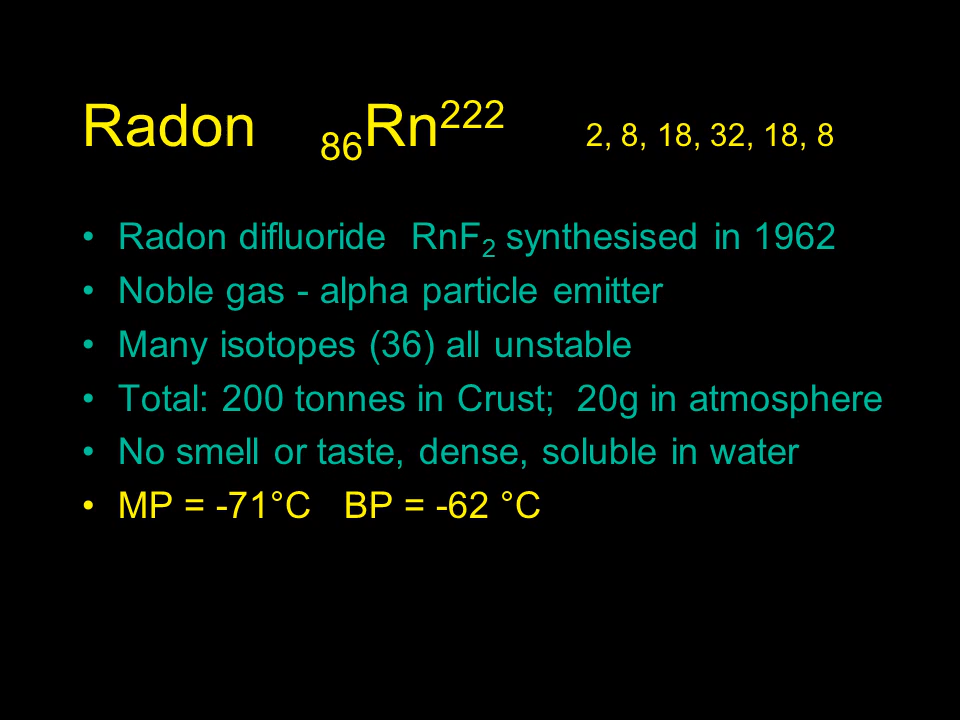 Radon 86Rn222 2, 8, 18, 32, 18, 8
• Radon difluoride RnF2 synthesised in 1962
• Noble gas - alpha particle emitter
• Many isotopes (36) all unstable
• Total: 200 tonnes in Crust; 20g in atmosphere
• No smell or taste, dense, soluble in water
• MP = -71°C BP = -62 °C